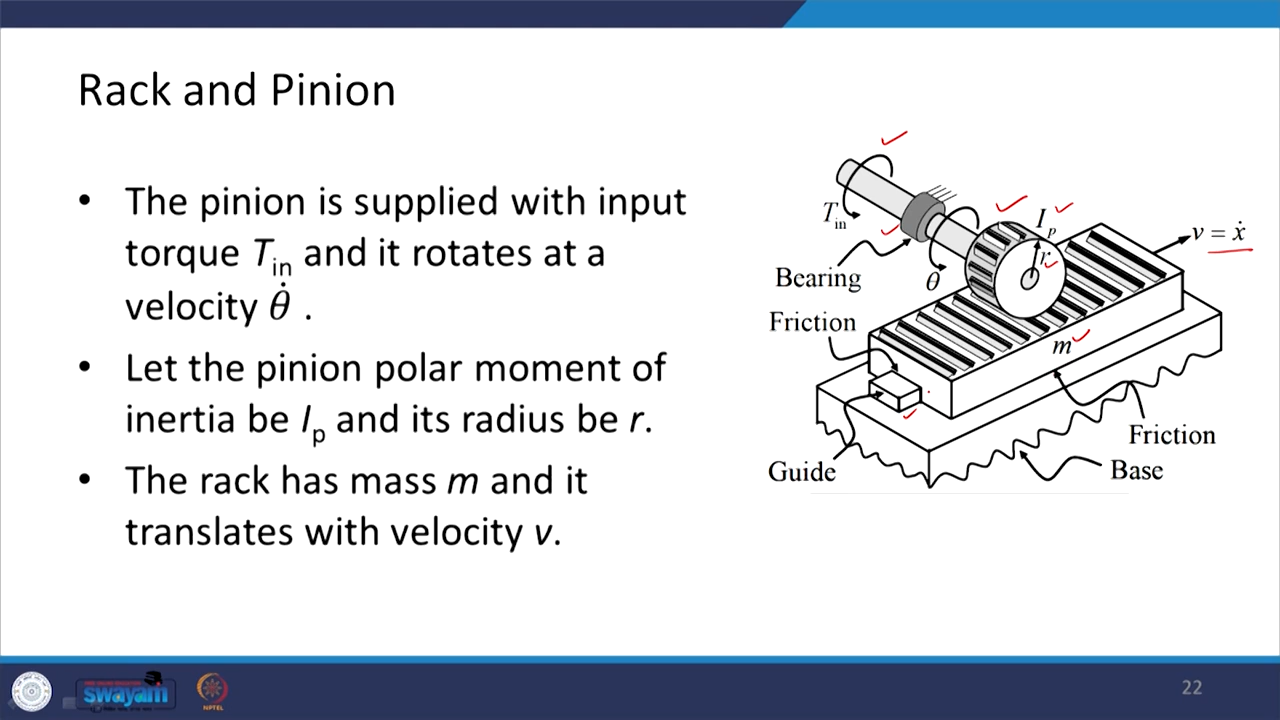 Rack and Pinion
• The pinion is supplied with input
torque Tin and it rotates at a
velocity θ̇ .
• Let the pinion polar moment of
inertia be Ip and its radius be r.
• The rack has mass m and it
translates with velocity v.
Tin
Ip
r
v = ẋ
Bearing
θ
Friction
m
Friction
Guide
Base
swayam
NPTEL
22